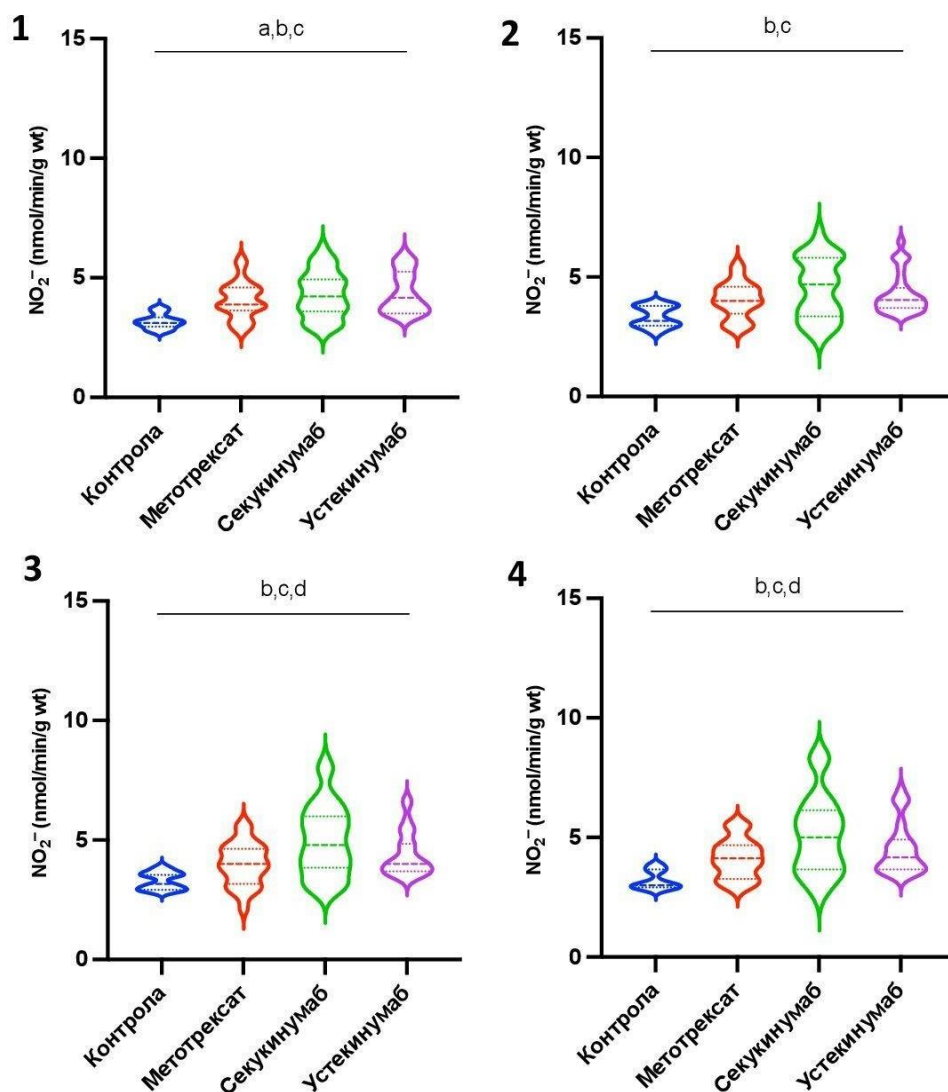 1
a,b,c
15
10
5
0
NO₂⁻ (nmol/min/g wt)
Контрола
Метотрексат
Секукинумаб
Устекинумаб
2
b,c
15
10
5
0
NO₂⁻ (nmol/min/g wt)
Контрола
Метотрексат
Секукинумаб
Устекинумаб
3
b,c,d
15
10
5
0
NO₂⁻ (nmol/min/g wt)
Контрола
Метотрексат
Секукинумаб
Устекинумаб
4
b,c,d
15
10
5
0
NO₂⁻ (nmol/min/g wt)
Контрола
Метотрексат
Секукинумаб
Устекинумаб